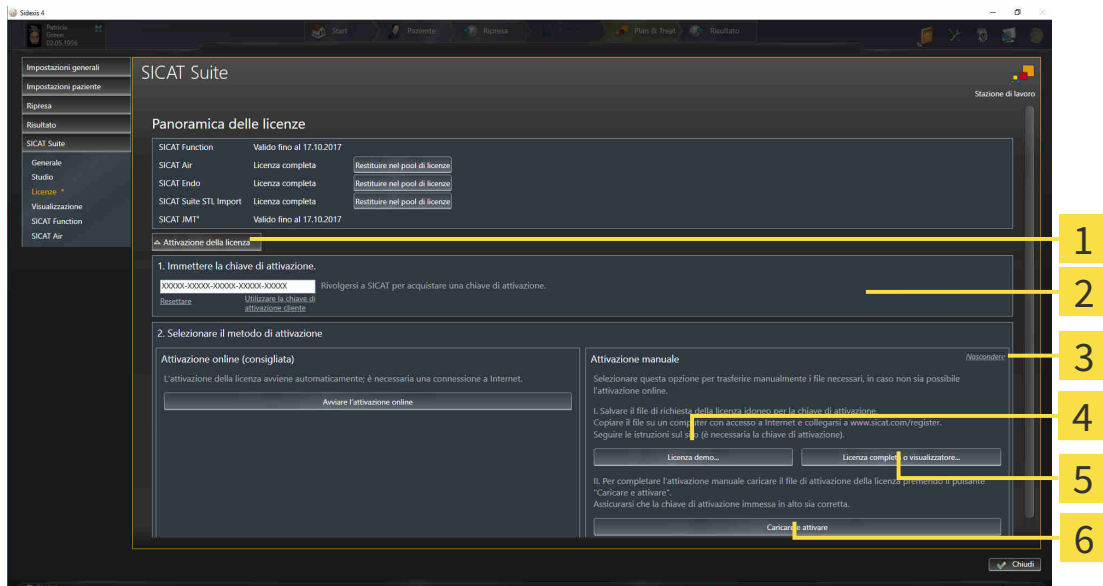 Sidexis 4
Patricia
Green
03.05.1956
Start
Paziente
Ripresa
Plan & Treat
Risultato
Impostazioni generali
Impostazioni paziente
Ripresa
Risultato
SICAT Suite
Generale
Studio
Licenze *
Visualizzazione
SICAT Function
SICAT Air
SICAT Suite
Stazione di lavoro
Panoramica delle licenze
SICAT Function Valido fino al 17.10.2017
SICAT Air Licenza completa Restituire nel pool di licenze
SICAT Endo Licenza completa Restituire nel pool di licenze
SICAT Suite STL Import Licenza completa Restituire nel pool di licenze
SICAT JMT⁺ Valido fino al 17.10.2017
Attivazione della licenza
1
1. Immettere la chiave di attivazione.
XXXXX-XXXXX-XXXXX-XXXXX-XXXXX Rivolgersi a SICAT per acquistare una chiave di attivazione.
Resettare
Utilizzare la chiave di
attivazione cliente
2
2. Selezionare il metodo di attivazione
Attivazione online (consigliata)
L'attivazione della licenza avviene automaticamente; è necessaria una connessione a Internet.
Avviare l'attivazione online
Attivazione manuale
Nascondere
3
Selezionare questa opzione per trasferire manualmente i file necessari, in caso non sia possibile
l'attivazione online.
I. Salvare il file di richiesta della licenza idoneo per la chiave di attivazione.
Copiare il file su un computer con accesso a Internet e collegarsi a www.sicat.com/register.
Seguire le istruzioni sul sito (è necessaria la chiave di attivazione).
4
Licenza demo...
Licenza completa o visualizzatore...
5
II. Per completare l'attivazione manuale caricare il file di attivazione della licenza premendo il pulsante
"Caricare e attivare".
Assicurarsi che la chiave di attivazione immessa in alto sia corretta.
Caricare e attivare
6
Chiudi